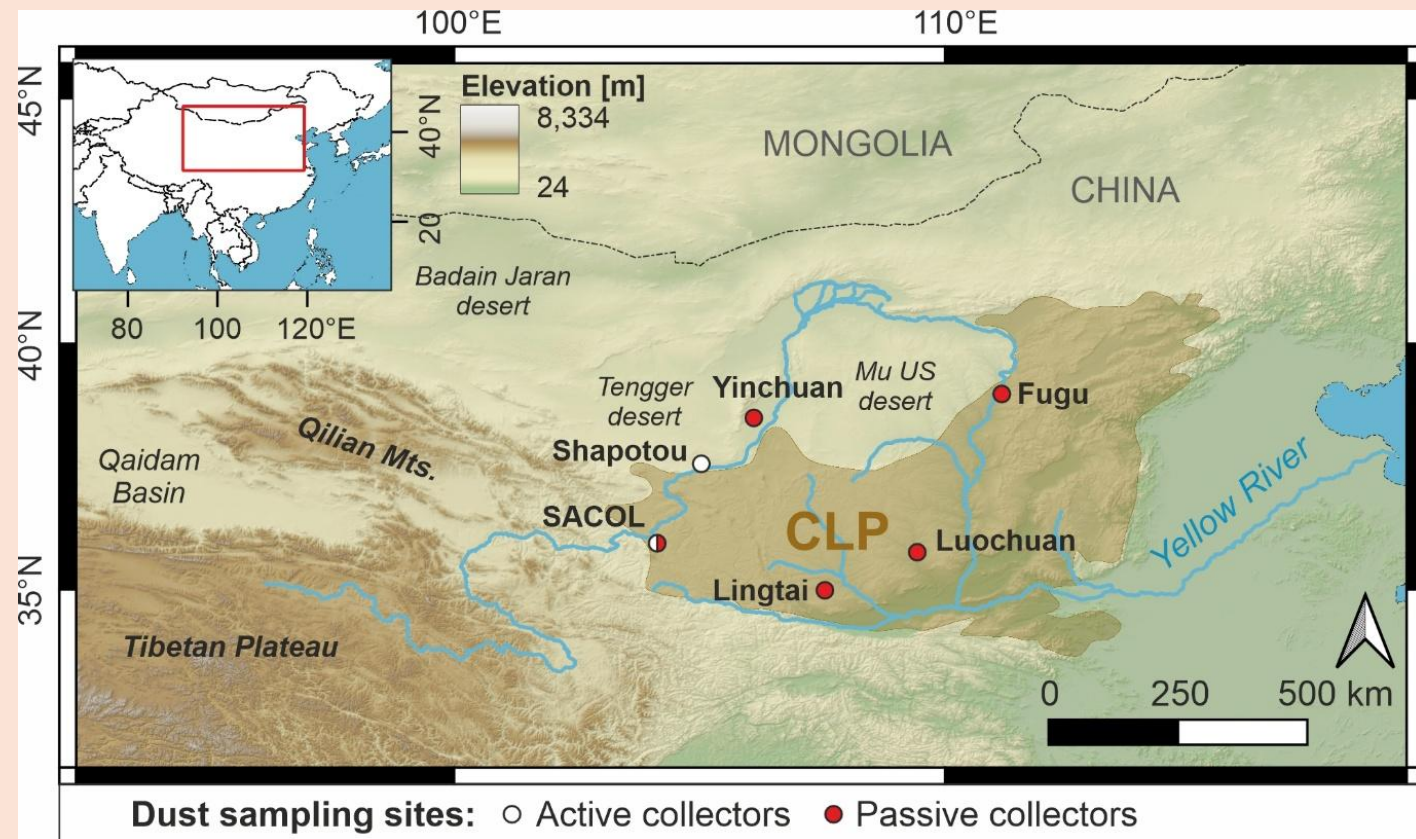 100°E
110°E
45°N
40°N
35°N
Elevation [m]
8,334
24
40°N
20
80
100
120°E
MONGOLIA
CHINA
Badain Jaran
desert
Tengger
desert
Yinchuan
Mu US
desert
Fugu
Qilian Mts.
Shapotou
Qaidam
Basin
SACOL
CLP
Luochuan
Yellow River
Lingtai
Tibetan Plateau
0
250
500 km
Dust sampling sites: Active collectors Passive collectors